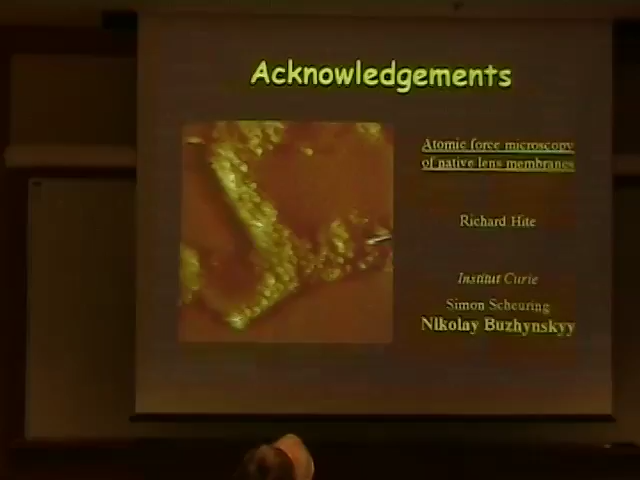 Acknowledgements
Atomic force microscopy
of native lens membranes
Richard Hite
Institut Curie
Simon Scheuring
Nikolay Buzhynskyy